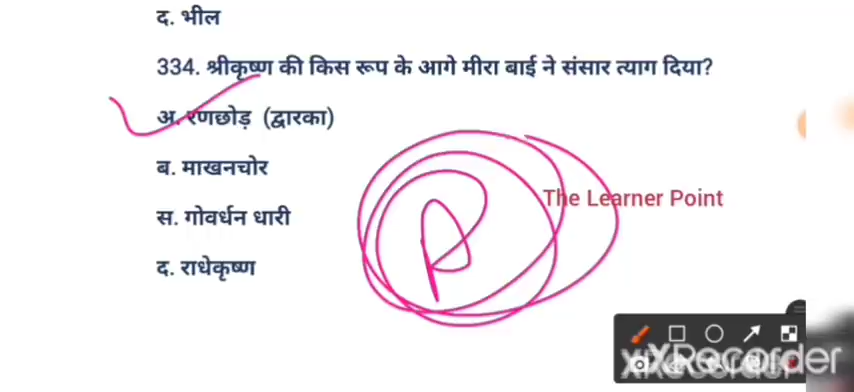 द. भील
334. श्रीकृष्ण की किस रूप के आगे मीरा बाई ने संसार त्याग दिया?
अ. रणछोड़ (द्वारका)
ब. माखनचोर
The Learner Point
स. गोवर्धन धारी
द. राधेकृष्ण
XRecorder